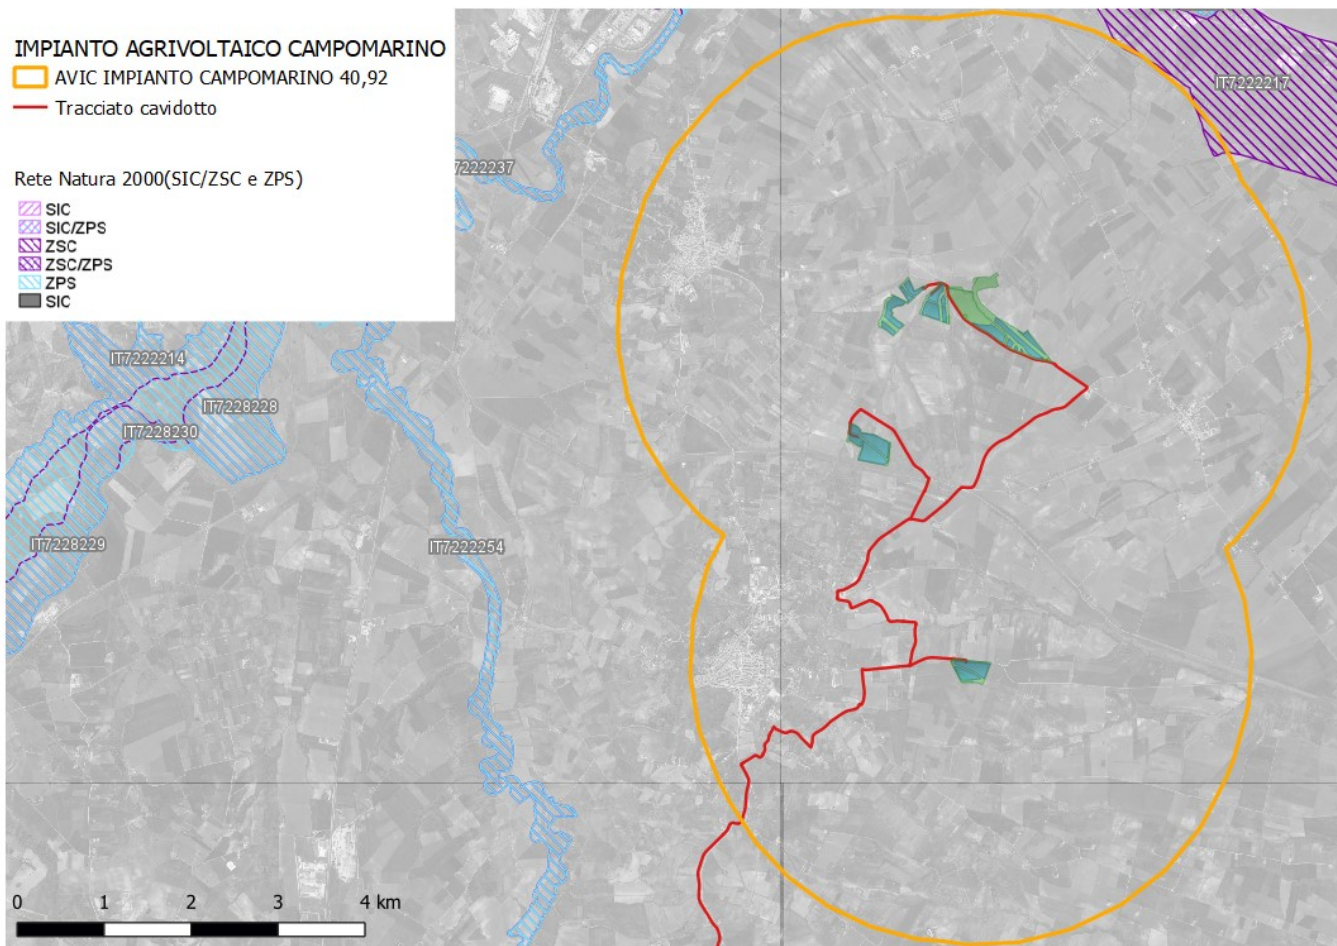 IMPIANTO AGRIVOLTAICO CAMPOMARINO
AVIC IMPIANTO CAMPOMARINO 40,92
Tracciato cavidotto
Rete Natura 2000(SIC/ZSC e ZPS)
SIC
SIC/ZPS
ZSC
ZSC/ZPS
ZPS
SIC
IT7222217
7222237
IT7222214
IT7228228
IT7228230
IT7228229
IT7222254
0 1 2 3 4 km